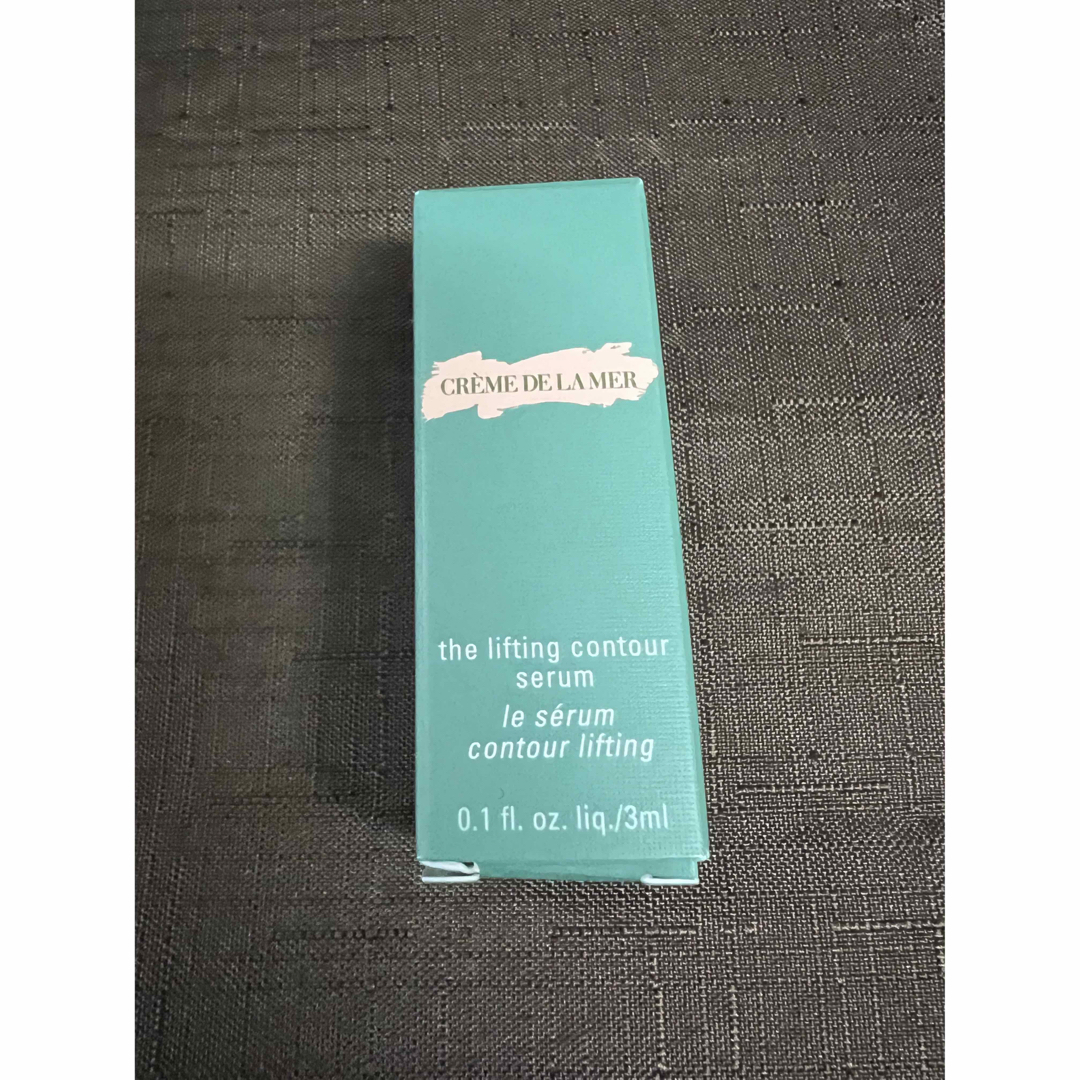 CRÈME DE LA MER
the lifting contour
serum
le sérum
contour lifting
0.1 fl. oz. liq./3ml